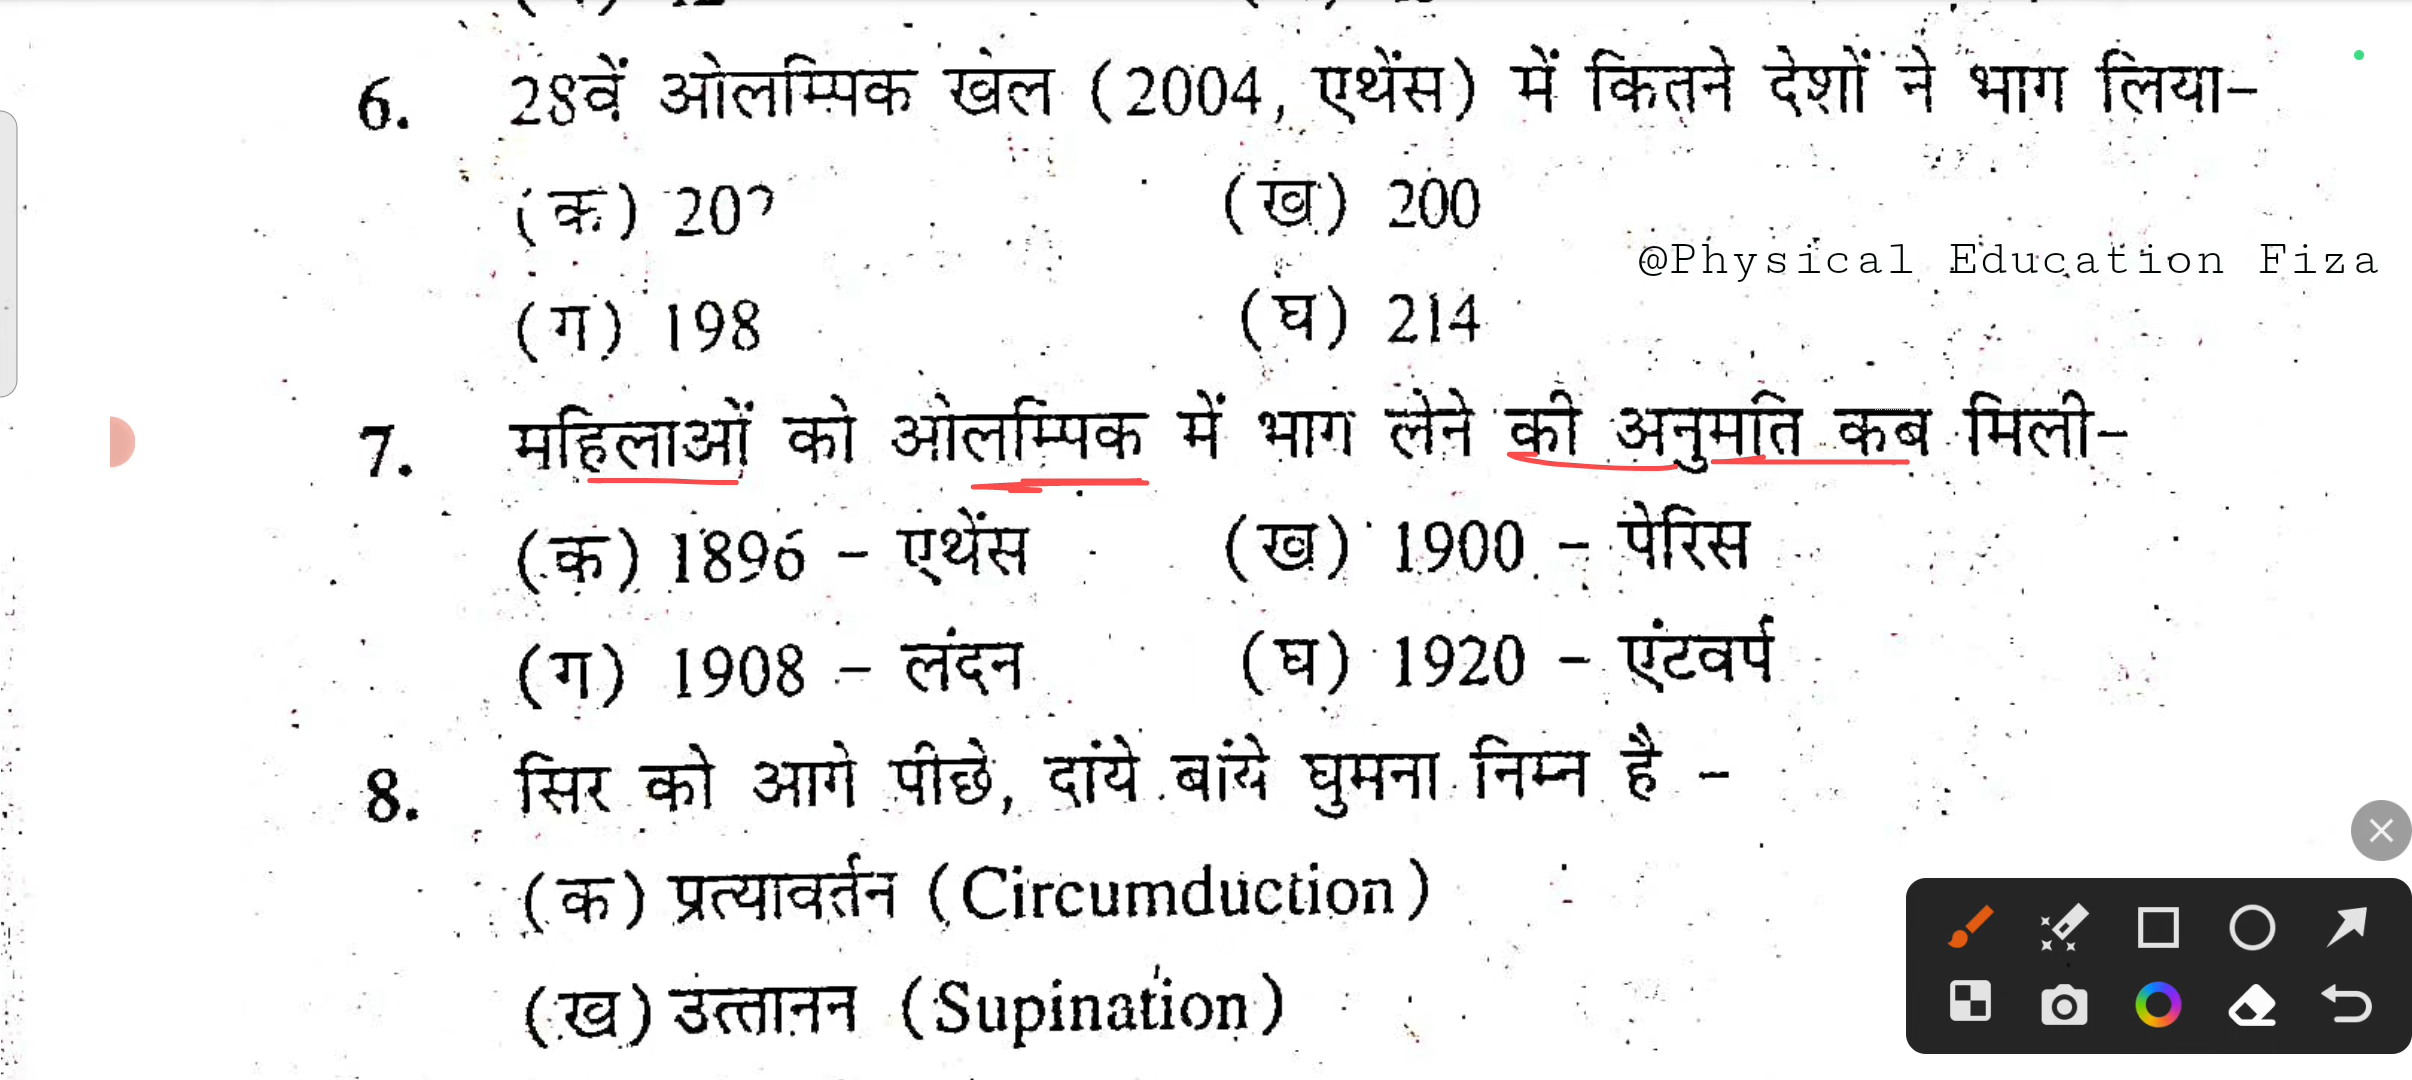 6. 28वें ओलम्पिक खेल (2004, एथेंस) में कितने देशों ने भाग लिया–
(क) (ख) 200
@Physical Education Fiza
(ग) 198 (घ) 214
7. महिलाओं को ओलम्पिक में भाग लेने की अनुमति कब मिली–
(क) 1896 – एथेंस (ख) 1900 – पेरिस
(ग) 1908 – लंदन (घ) 1920 – एंटवर्प
8. सिर को आगे पीछे, दांये बांये घुमना निम्न है –
(क) प्रत्यावर्तन (Circumduction)
(ख) उत्तानन (Supination)